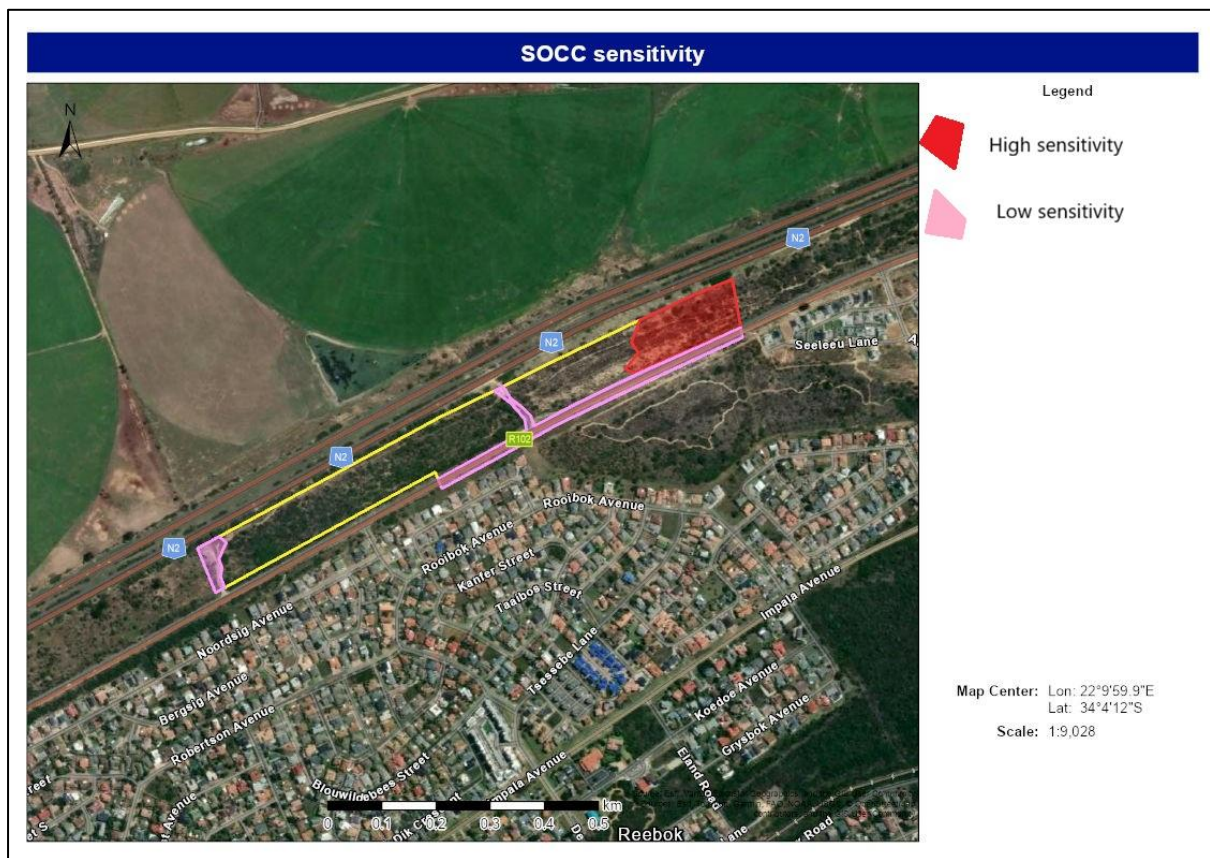 SOCC sensitivity
Legend
High sensitivity
Low sensitivity
N
N2
N2
N2
N2
R102
Seeleeu Lane
Rooibok Avenue
Rooibok Avenue
Kanfer Street
Taaibos Street
Impala Avenue
Noordsig Avenue
Tsessebe Lane
Bergsig Avenue
Koedoe Avenue
Robertson Avenue
Grysbok Avenue
Blouwildebees Street
Impala Avenue
Eland Road
Dik C
Reebok
Lane
Road
Map Center: Lon: 22°9'59.9"E
Lat: 34°4'12"S
Scale: 1:9,028
0 0.1 0.2 0.3 0.4 0.5
km